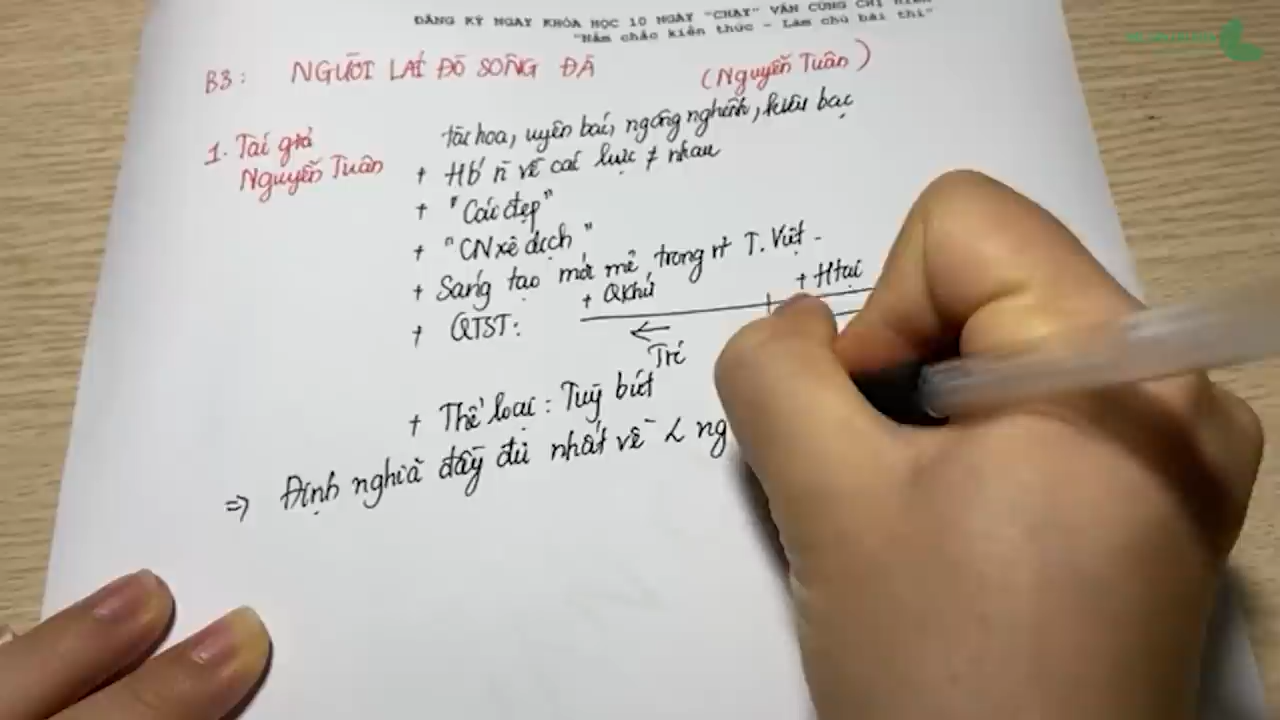 ĐĂNG KÝ NGAY KHÓA HỌC 10 NGÀY "CHẠY" VĂN CÙNG CHỊ
"Nắm chắc kiến thức - Làm chủ bài thi"
B3: NGƯỜI LÁI ĐÒ SÔNG ĐÀ
(Nguyễn Tuân)
1. Tác giả
Nguyễn Tuân
tài hoa, uyên bác, ngông nghênh, kiêu bạc
+ Hb' n~ về các lvực ≠ nhau
+ "Cái đẹp"
+ "CN xê dịch"
+ Sáng tạo mới mẻ trong nt T. Việt.
+ QTST:
+ QKhứ
+ Htại
←
Trc
+ Thể loại: Tuỳ bút
=> Định nghĩa đầy đủ nhất về 1 ng